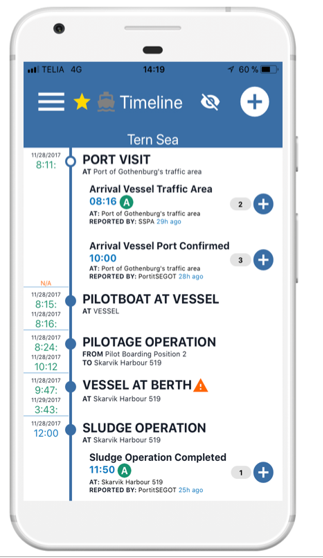 TELIA 4G 14:19 60 %
Timeline
Tern Sea
11/28/2017
8:11:
PORT VISIT
AT Port of Gothenburg's traffic area
Arrival Vessel Traffic Area
08:16 A
AT: Port of Gothenburg's traffic area
REPORTED BY: SSPA 29h ago
2
Arrival Vessel Port Confirmed
10:00
AT: Port of Gothenburg's traffic area
REPORTED BY: PortitSEGOT 28h ago
3
N/A
11/28/2017
8:15:
11/28/2017
8:16:
PILOTBOAT AT VESSEL
AT VESSEL
11/28/2017
8:24:
11/28/2017
10:12
PILOTAGE OPERATION
FROM Pilot Boarding Position 2
TO Skarvik Harbour 519
11/28/2017
9:47:
11/29/2017
3:43:
VESSEL AT BERTH
AT Skarvik Harbour 519
11/28/2017
12:00
SLUDGE OPERATION
AT Skarvik Harbour 519
Sludge Operation Completed
11:50 A
AT: Skarvik Harbour 519
REPORTED BY: PortitSEGOT 25h ago
1